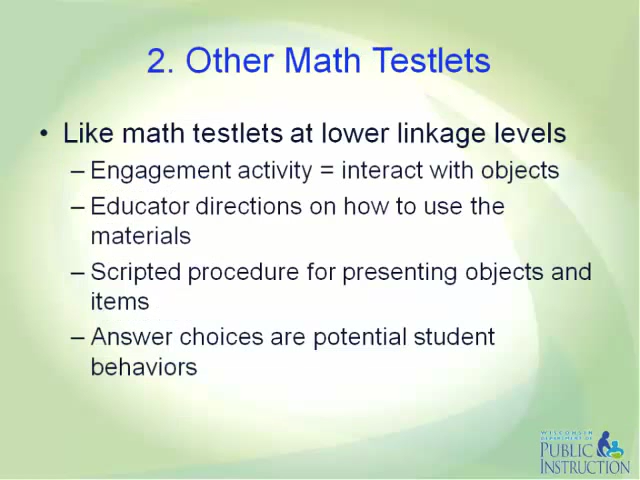 2. Other Math Testlets
• Like math testlets at lower linkage levels
– Engagement activity = interact with objects
– Educator directions on how to use the
materials
– Scripted procedure for presenting objects and
items
– Answer choices are potential student
behaviors
WISCONSIN
DEPARTMENT OF
PUBLIC
INSTRUCTION